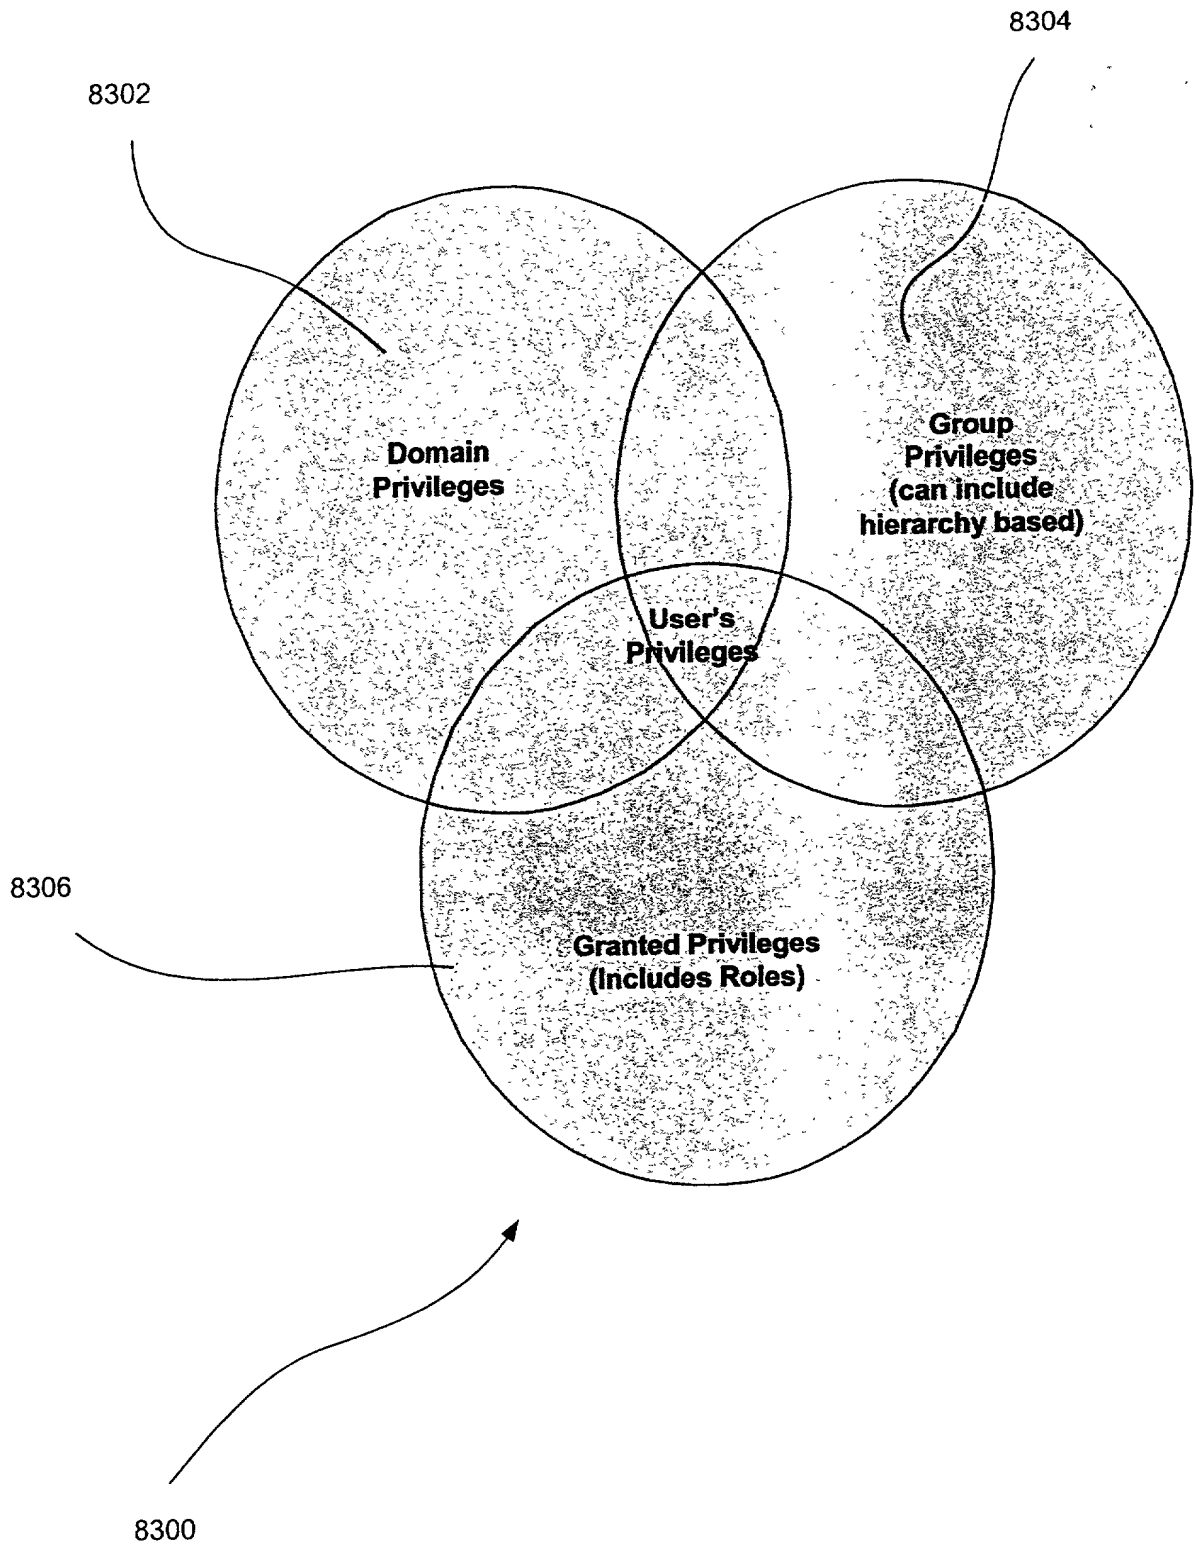 8304
8302
Domain
Privileges
Group
Privileges
(can include
hierarchy based)
User's
Privileges
8306
Granted Privileges
(Includes Roles)
8300